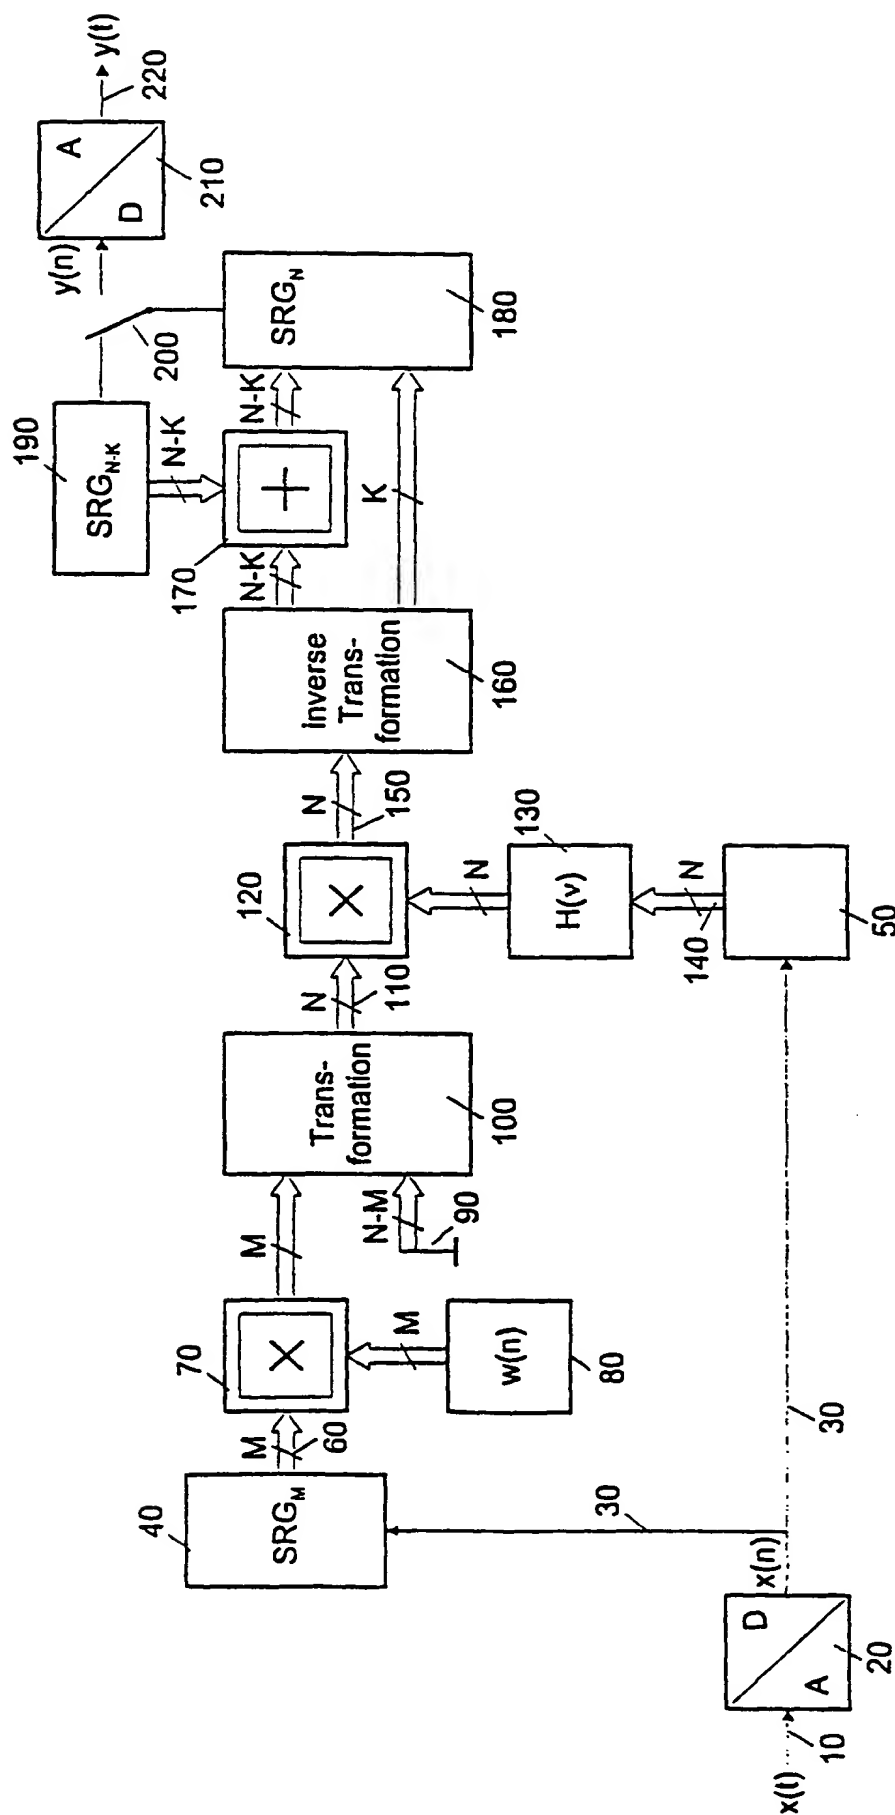 x(t)
10
A
D
20
x(n)
30
30
40
SRG_M
M
60
70
X
M
w(n)
80
M
N-M
90
Trans-
formation
100
N
110
120
X
N
H(v)
130
N
140
50
N
150
Inverse
Trans-
formation
160
N-K
K
170
+
N-K
SRG_N-K
190
N-K
SRG_N
180
200
y(n)
D
A
210
y(t)
220